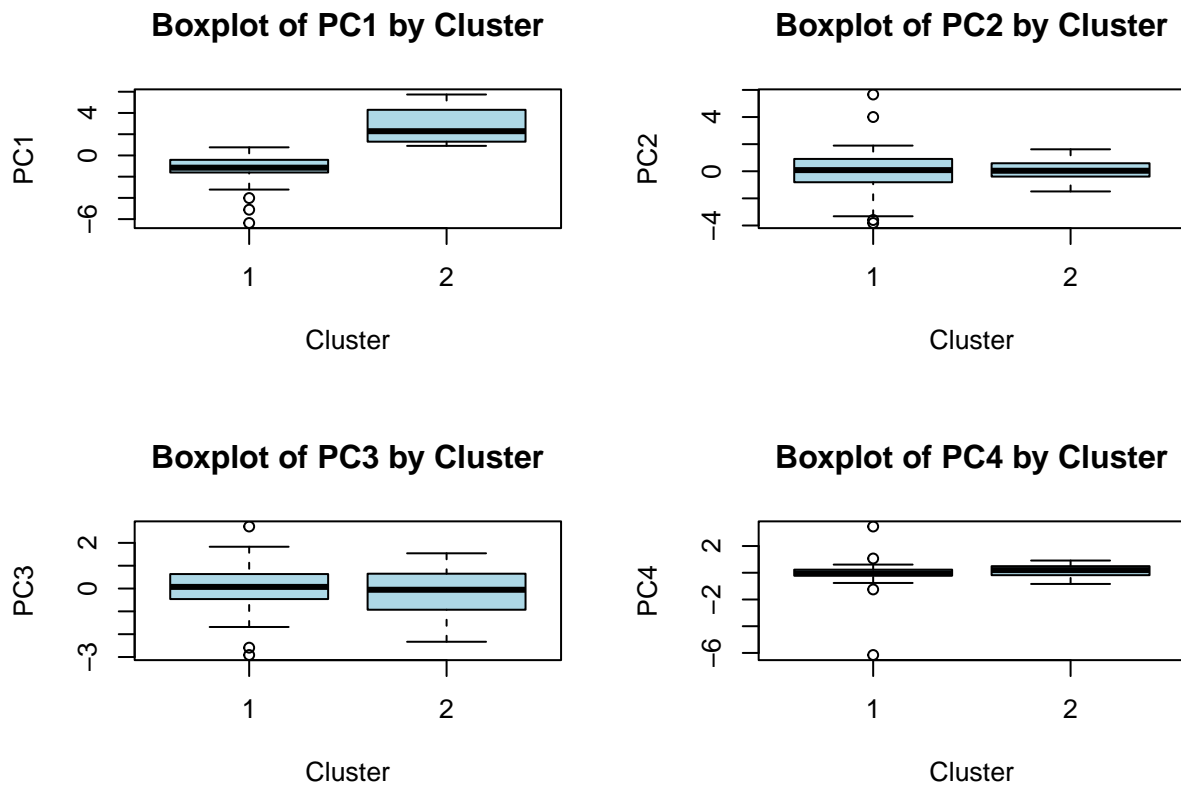 Boxplot of PC1 by Cluster
PC1
4
0
−6
1
2
Cluster
Boxplot of PC2 by Cluster
PC2
4
0
−4
1
2
Cluster
Boxplot of PC3 by Cluster
PC3
2
0
−3
1
2
Cluster
Boxplot of PC4 by Cluster
PC4
2
−2
−6
1
2
Cluster